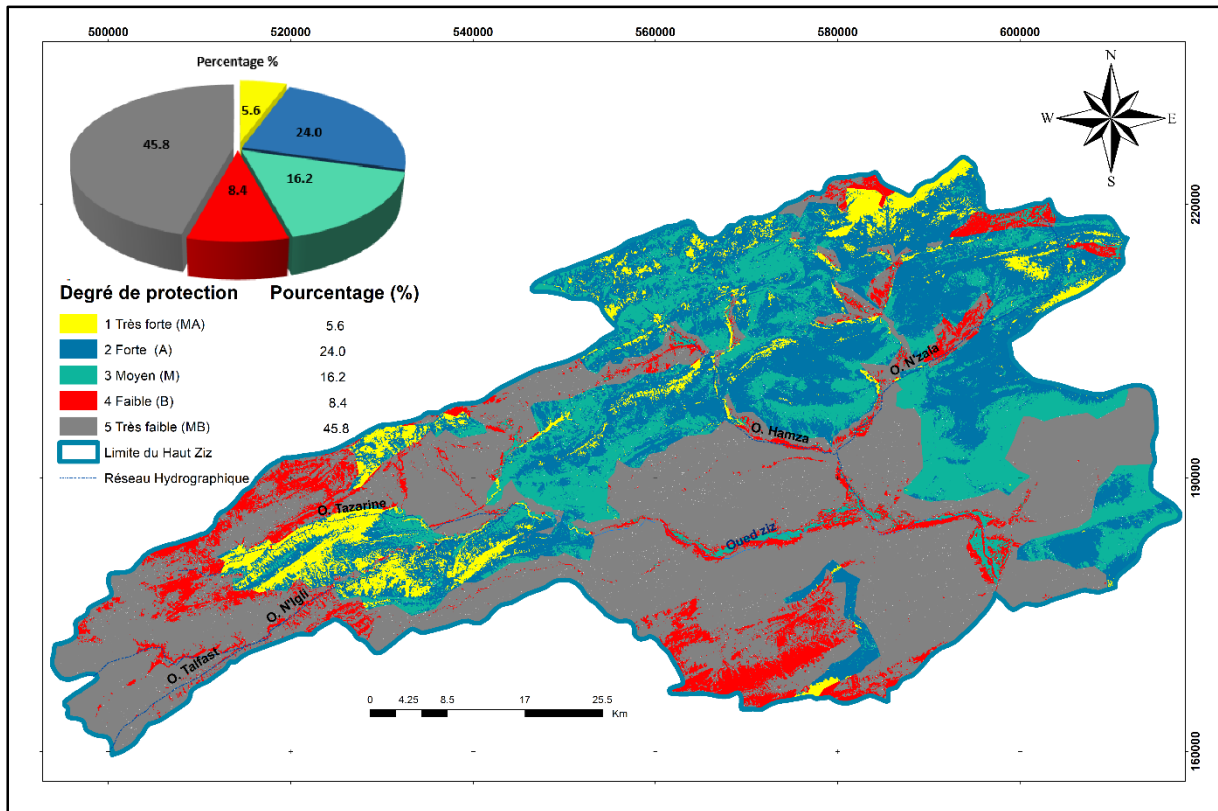 500000 520000 540000 560000 580000 600000
Percentage %
5.6
24.0
16.2
8.4
45.8
N
W E
S
220000
190000
160000
Degré de protection Pourcentage (%)
1 Très forte (MA) 5.6
2 Forte (A) 24.0
3 Moyen (M) 16.2
4 Faible (B) 8.4
5 Très faible (MB) 45.8
Limite du Haut Ziz
Réseau Hydrographique
O. N'zala
O. Hamza
O. Tazarine
Oued ziz
O. N'Igli
O. Talfast
0 4.25 8.5 17 25.5
Km